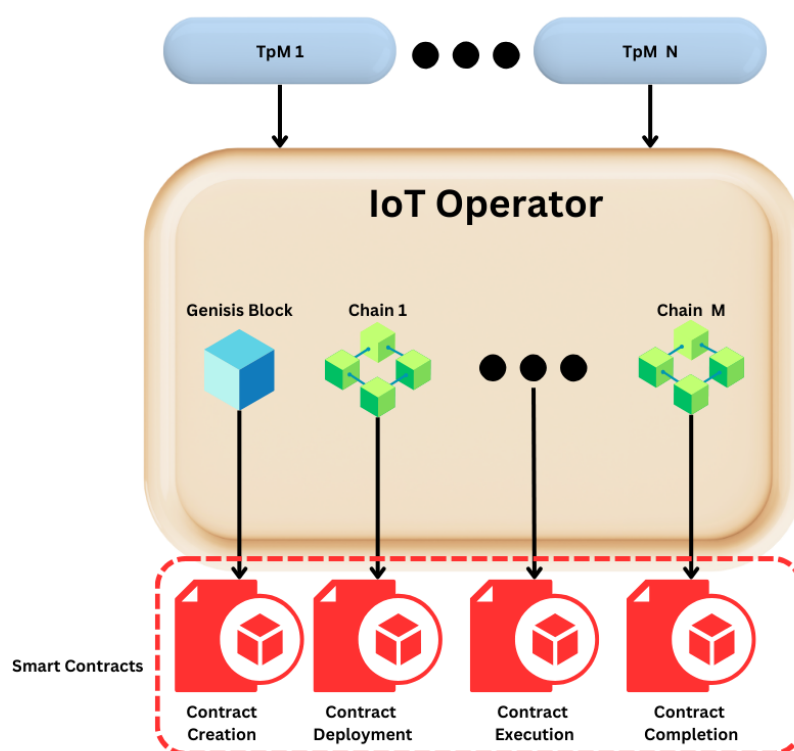 TpM 1
TpM N
IoT Operator
Genisis Block
Chain 1
Chain M
Smart Contracts
Contract
Creation
Contract
Deployment
Contract
Execution
Contract
Completion